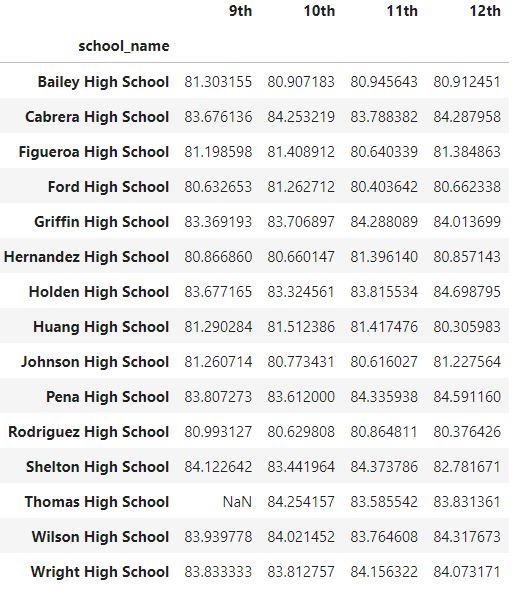 9th 10th 11th 12th
school_name
Bailey High School 81.303155 80.907183 80.945643 80.912451
Cabrera High School 83.676136 84.253219 83.788382 84.287958
Figueroa High School 81.198598 81.408912 80.640339 81.384863
Ford High School 80.632653 81.262712 80.403642 80.662338
Griffin High School 83.369193 83.706897 84.288089 84.013699
Hernandez High School 80.866860 80.660147 81.396140 80.857143
Holden High School 83.677165 83.324561 83.815534 84.698795
Huang High School 81.290284 81.512386 81.417476 80.305983
Johnson High School 81.260714 80.773431 80.616027 81.227564
Pena High School 83.807273 83.612000 84.335938 84.591160
Rodriguez High School 80.993127 80.629808 80.864811 80.376426
Shelton High School 84.122642 83.441964 84.373786 82.781671
Thomas High School NaN 84.254157 83.585542 83.831361
Wilson High School 83.939778 84.021452 83.764608 84.317673
Wright High School 83.833333 83.812757 84.156322 84.073171